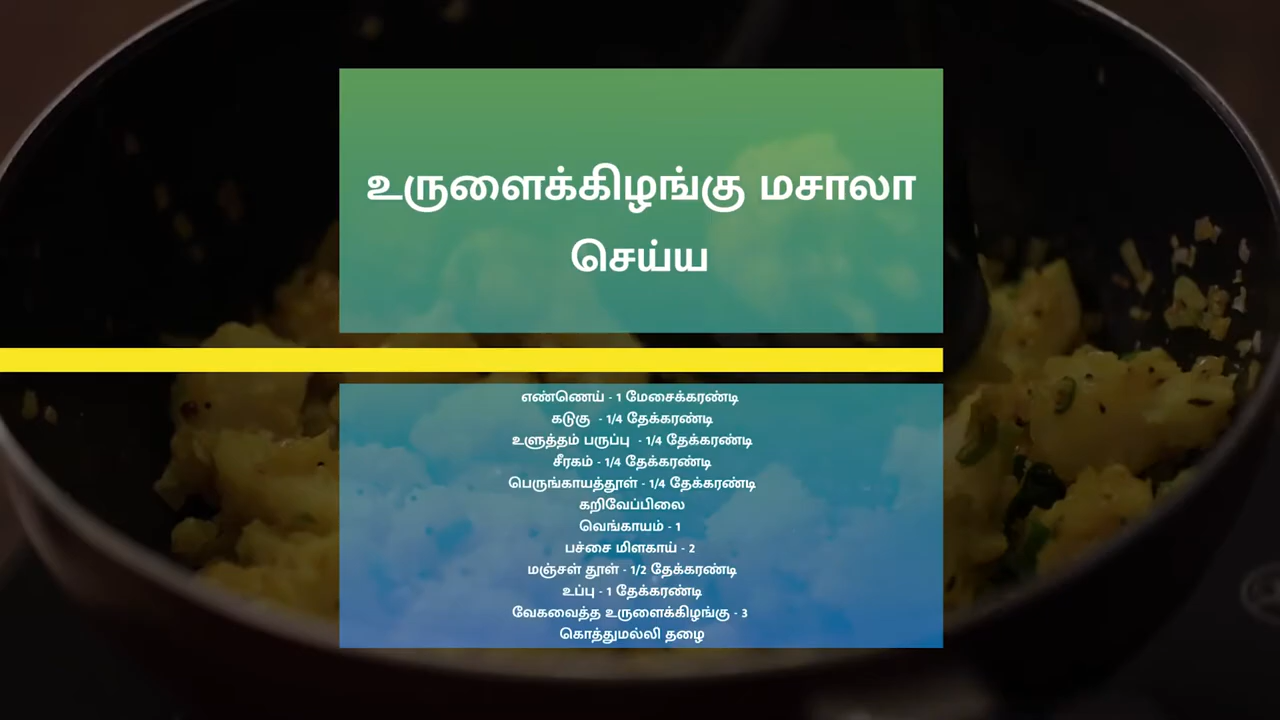 உருளைக்கிழங்கு மசாலா
செய்ய
எண்ணெய் - 1 மேசைக்கரண்டி
கடுகு - 1/4 தேக்கரண்டி
உளுத்தம் பருப்பு - 1/4 தேக்கரண்டி
சீரகம் - 1/4 தேக்கரண்டி
பெருங்காயத்தூள் - 1/4 தேக்கரண்டி
கறிவேப்பிலை
வெங்காயம் - 1
பச்சை மிளகாய் - 2
மஞ்சள் தூள் - 1/2 தேக்கரண்டி
உப்பு - 1 தேக்கரண்டி
வேகவைத்த உருளைக்கிழங்கு - 3
கொத்துமல்லி தழை